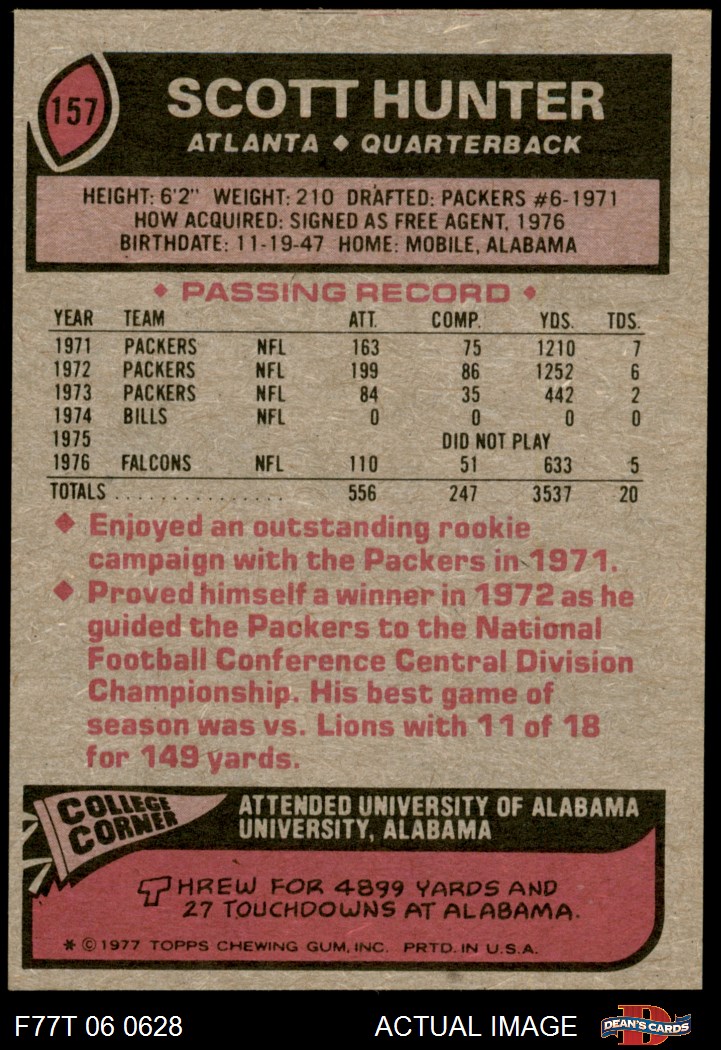 157
SCOTT HUNTER
ATLANTA ♦ QUARTERBACK
HEIGHT: 6'2" WEIGHT: 210 DRAFTED: PACKERS #6-1971
HOW ACQUIRED: SIGNED AS FREE AGENT, 1976
BIRTHDATE: 11-19-47 HOME: MOBILE, ALABAMA
♦ PASSING RECORD ♦
YEAR TEAM ATT. COMP. YDS. TDS.
1971 PACKERS NFL 163 75 1210 7
1972 PACKERS NFL 199 86 1252 6
1973 PACKERS NFL 84 35 442 2
1974 BILLS NFL 0 0 0 0
1975 DID NOT PLAY
1976 FALCONS NFL 110 51 633 5
TOTALS . . . . . . . . . . . . . . . . 556 247 3537 20
♦ Enjoyed an outstanding rookie
campaign with the Packers in 1971.
♦ Proved himself a winner in 1972 as he
guided the Packers to the National
Football Conference Central Division
Championship. His best game of
season was vs. Lions with 11 of 18
for 149 yards.
COLLEGE
CORNER
ATTENDED UNIVERSITY OF ALABAMA
UNIVERSITY, ALABAMA
THREW FOR 4899 YARDS AND
27 TOUCHDOWNS AT ALABAMA.
* © 1977 TOPPS CHEWING GUM, INC. PRTD. IN U.S.A.
F77T 06 0628 ACTUAL IMAGE D DEAN'S CARDS